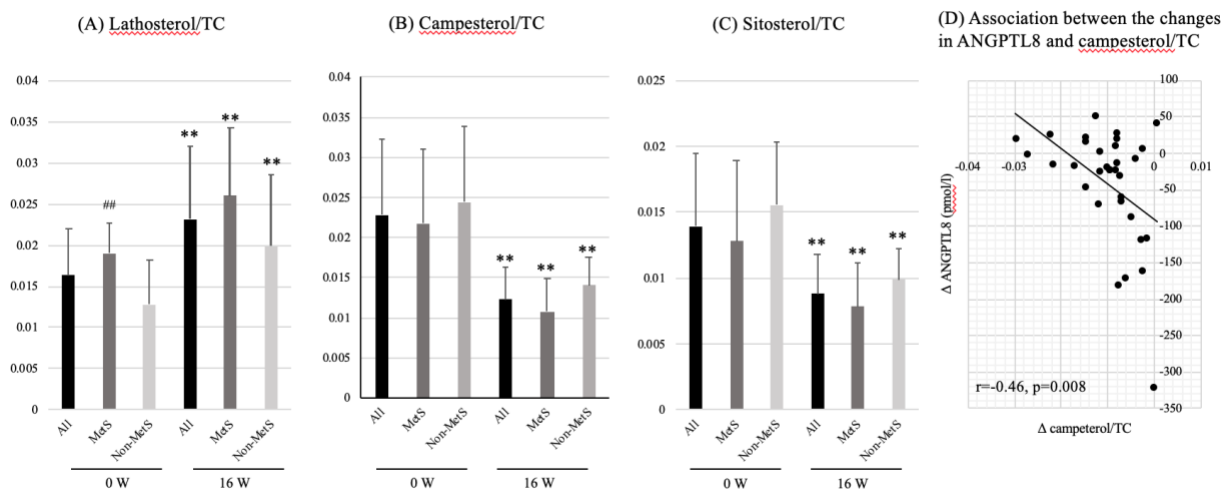 (A) Lathosterol/TC
0.04
0.035
0.03
0.025
0.02
0.015
0.01
0.005
0
**
**
**
##
All
MetS
Non-MetS
All
MetS
Non-MetS
0 W
16 W
(B) Campesterol/TC
0.04
0.035
0.03
0.025
0.02
0.015
0.01
0.005
0
**
**
**
All
MetS
Non-MetS
All
MetS
Non-MetS
0 W
16 W
(C) Sitosterol/TC
0.025
0.02
0.015
0.01
0.005
0
**
**
**
All
MetS
Non-MetS
All
MetS
Non-MetS
0 W
16 W
(D) Association between the changes
in ANGPTL8 and campesterol/TC
100
50
0
-50
-100
-150
-200
-250
-300
-350
-0.04
-0.03
0
0.01
Δ ANGPTL8 (pmol/l)
r=-0.46, p=0.008
Δ campeterol/TC